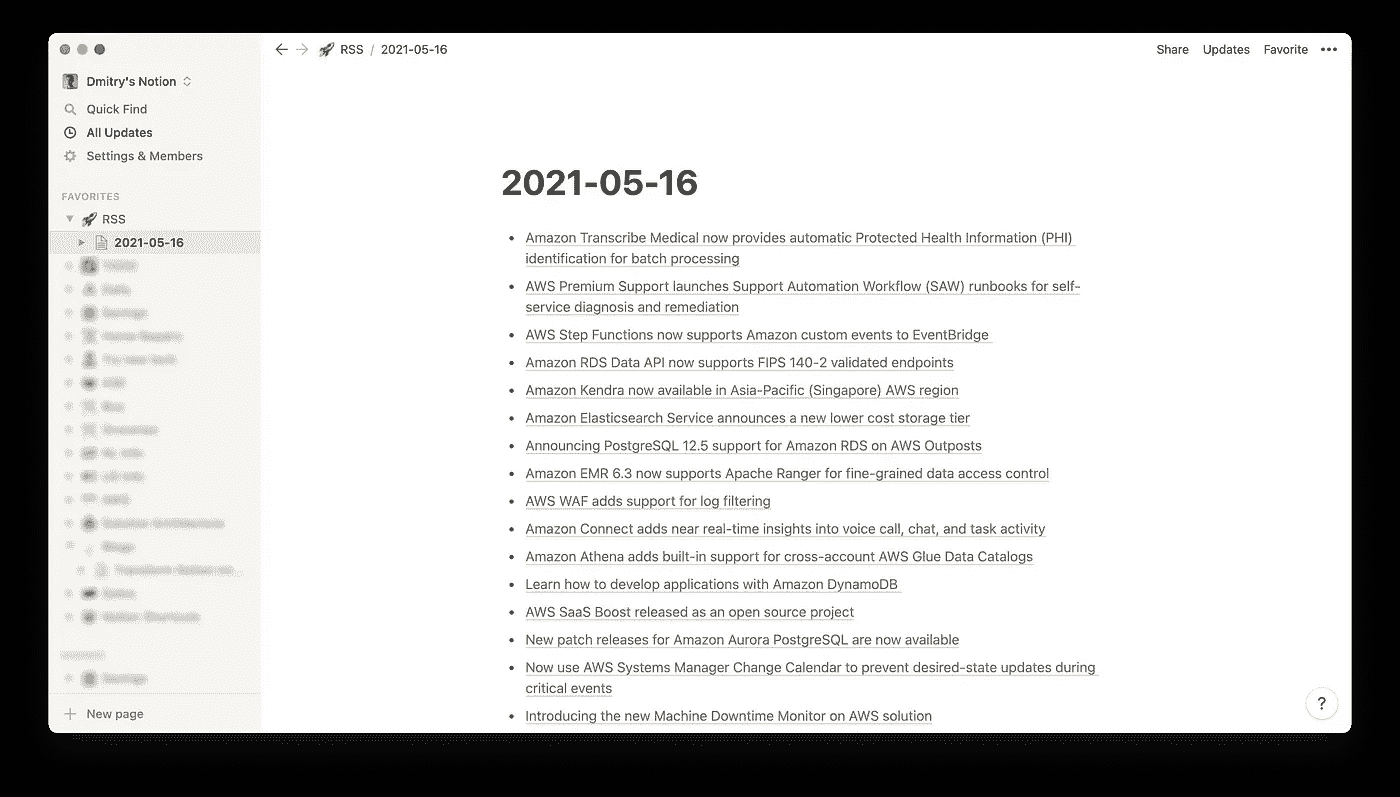 RSS / 2021-05-16
Share Updates Favorite •••
Dmitry's Notion
Quick Find
All Updates
Settings & Members
FAVORITES
RSS
2021-05-16
New page
2021-05-16
• Amazon Transcribe Medical now provides automatic Protected Health Information (PHI)
identification for batch processing
• AWS Premium Support launches Support Automation Workflow (SAW) runbooks for self-
service diagnosis and remediation
• AWS Step Functions now supports Amazon custom events to EventBridge
• Amazon RDS Data API now supports FIPS 140-2 validated endpoints
• Amazon Kendra now available in Asia-Pacific (Singapore) AWS region
• Amazon Elasticsearch Service announces a new lower cost storage tier
• Announcing PostgreSQL 12.5 support for Amazon RDS on AWS Outposts
• Amazon EMR 6.3 now supports Apache Ranger for fine-grained data access control
• AWS WAF adds support for log filtering
• Amazon Connect adds near real-time insights into voice call, chat, and task activity
• Amazon Athena adds built-in support for cross-account AWS Glue Data Catalogs
• Learn how to develop applications with Amazon DynamoDB
• AWS SaaS Boost released as an open source project
• New patch releases for Amazon Aurora PostgreSQL are now available
• Now use AWS Systems Manager Change Calendar to prevent desired-state updates during
critical events
• Introducing the new Machine Downtime Monitor on AWS solution
?